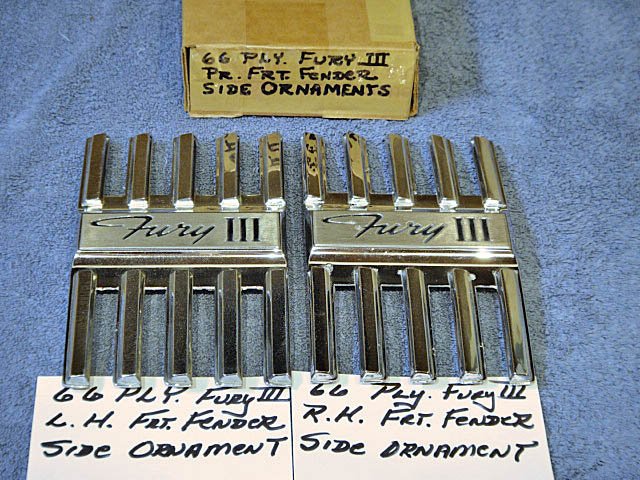 66 PLY. FURY III
PR. FRT. FENDER
SIDE ORNAMENTS
Fury III
Fury III
66 PLY. FURY III
L. H. FRT. FENDER
SIDE ORNAMENT
66 PLY. FURY III
R. H. FRT. FENDER
SIDE ORNAMENT